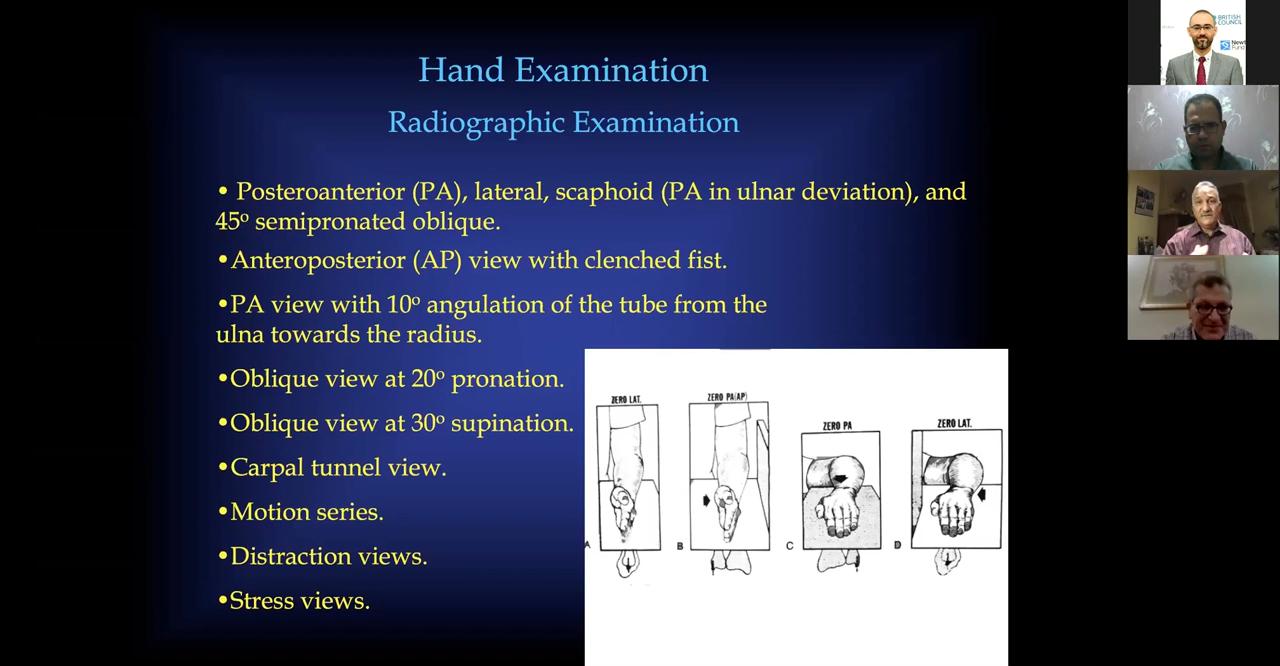 Hand Examination
Radiographic Examination
• Posteroanterior (PA), lateral, scaphoid (PA in ulnar deviation), and
45º semipronated oblique.
•Anteroposterior (AP) view with clenched fist.
•PA view with 10º angulation of the tube from the
ulna towards the radius.
•Oblique view at 20º pronation.
•Oblique view at 30º supination.
•Carpal tunnel view.
•Motion series.
•Distraction views.
•Stress views.
ZERO LAT.
ZERO PA(AP)
ZERO PA
ZERO LAT.
A
B
C
D
BRITISH
COUNCIL
Fund